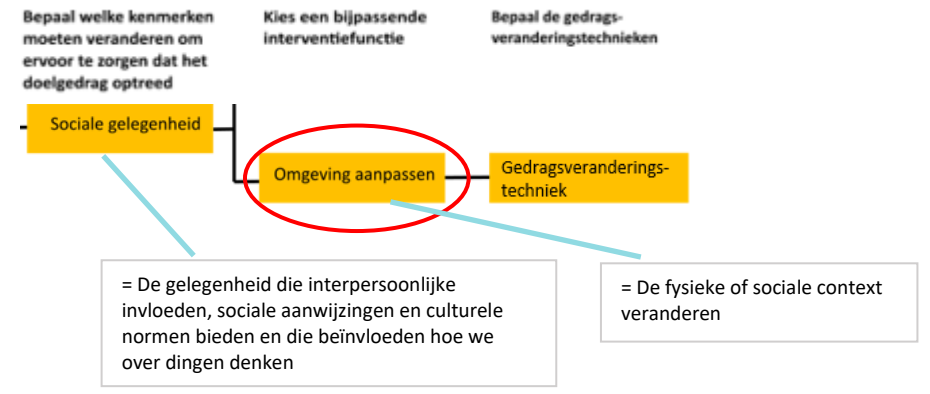 Bepaal welke kenmerken
moeten veranderen om
ervoor te zorgen dat het
doelgedrag optreed
Kies een bijpassende
interventiefunctie
Bepaal de gedrags-
veranderingstechnieken
Sociale gelegenheid
Omgeving aanpassen
Gedragsveranderings-
techniek
= De gelegenheid die interpersoonlijke
invloeden, sociale aanwijzingen en culturele
normen bieden en die beïnvloeden hoe we
over dingen denken
= De fysieke of sociale context
veranderen